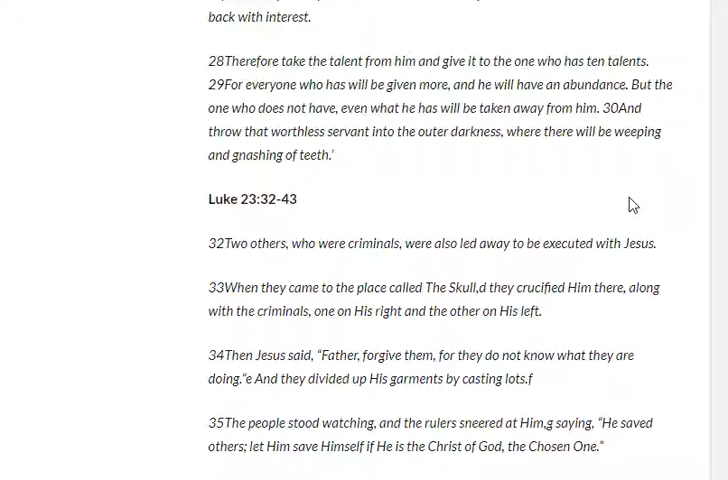 back with interest.
28Therefore take the talent from him and give it to the one who has ten talents.
29For everyone who has will be given more, and he will have an abundance. But the
one who does not have, even what he has will be taken away from him. 30And
throw that worthless servant into the outer darkness, where there will be weeping
and gnashing of teeth.'
Luke 23:32-43
32Two others, who were criminals, were also led away to be executed with Jesus.
33When they came to the place called The Skull,d they crucified Him there, along
with the criminals, one on His right and the other on His left.
34Then Jesus said, “Father, forgive them, for they do not know what they are
doing.”e And they divided up His garments by casting lots.f
35The people stood watching, and the rulers sneered at Him,g saying, “He saved
others; let Him save Himself if He is the Christ of God, the Chosen One.”